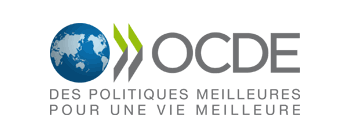 OCDE
DES POLITIQUES MEILLEURES
POUR UNE VIE MEILLEURE